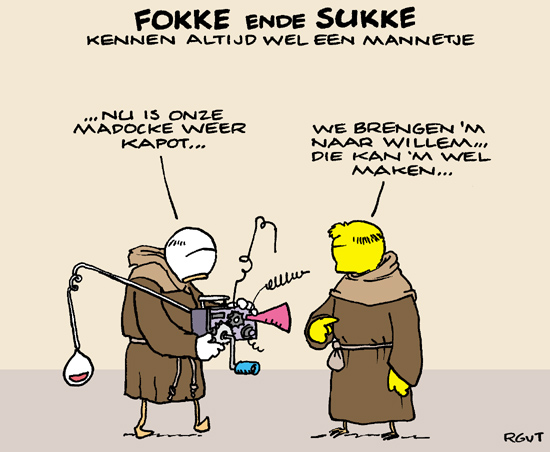 FOKKE ENDE SUKKE
KENNEN ALTIJD WEL EEN MANNETJE
...NU IS ONZE
MADOCKE WEER
KAPOT...
WE BRENGEN 'M
NAAR WILLEM...
DIE KAN 'M WEL
MAKEN...
RGVT